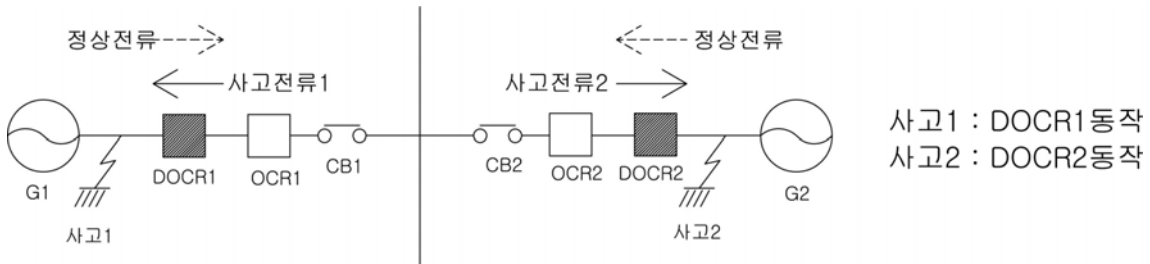 정상전류
정상전류
사고전류1
사고전류2
사고1 : DOCR1동작
사고2 : DOCR2동작
G1
DOCR1
OCR1
CB1
CB2
OCR2
DOCR2
G2
사고1
사고2